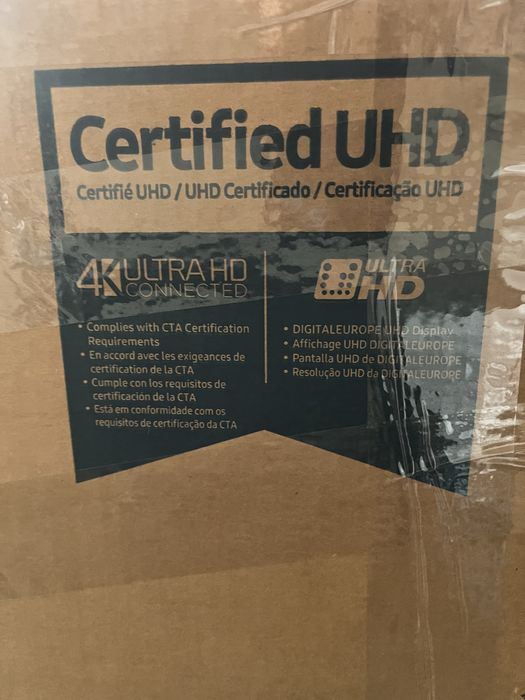 Certified UHD
Certifié UHD / UHD Certificado / Certificação UHD
4K ULTRA HD
CONNECTED
• Complies with CTA Certification
Requirements
• En accord avec les exigeances de
certification de la CTA
• Cumple con los requisitos de
certificación de la CTA
• Está em conformidade com os
requisitos de certificação da CTA
ULTRA
HD
• DIGITALEUROPE UHD Display
• Affichage UHD DIGITALEUROPE
• Pantalla UHD de DIGITALEUROPE
• Resolução UHD da DIGITALEUROPE